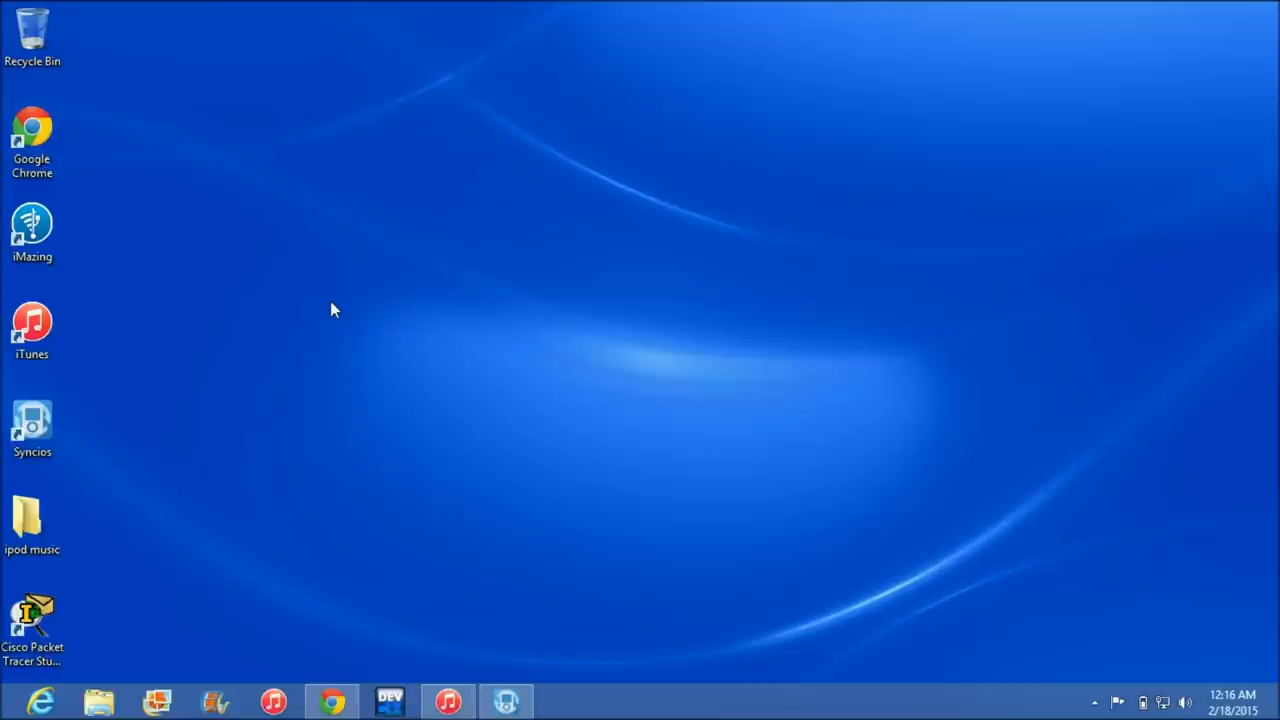 Recycle Bin
Google
Chrome
iMazing
iTunes
Syncios
ipod music
Cisco Packet
Tracer Stu...
DEV
12:16 AM
2/18/2015